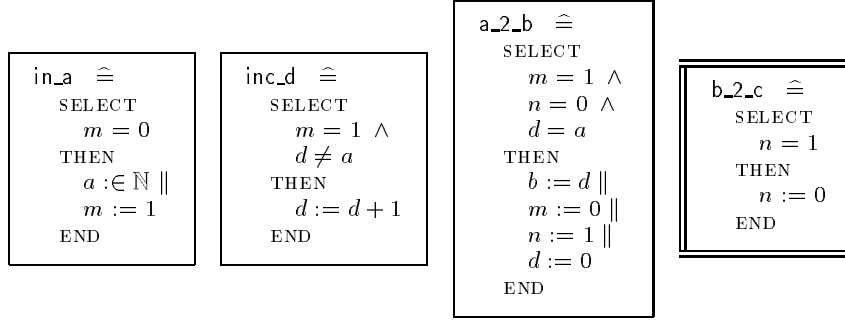 in_a ≙
SELECT
m = 0
THEN
a :∈ ℕ ||
m := 1
END
inc_d ≙
SELECT
m = 1 ∧
d ≠ a
THEN
d := d + 1
END
a_2_b ≙
SELECT
m = 1 ∧
n = 0 ∧
d = a
THEN
b := d ||
m := 0 ||
n := 1 ||
d := 0
END
b_2_c ≙
SELECT
n = 1
THEN
n := 0
END